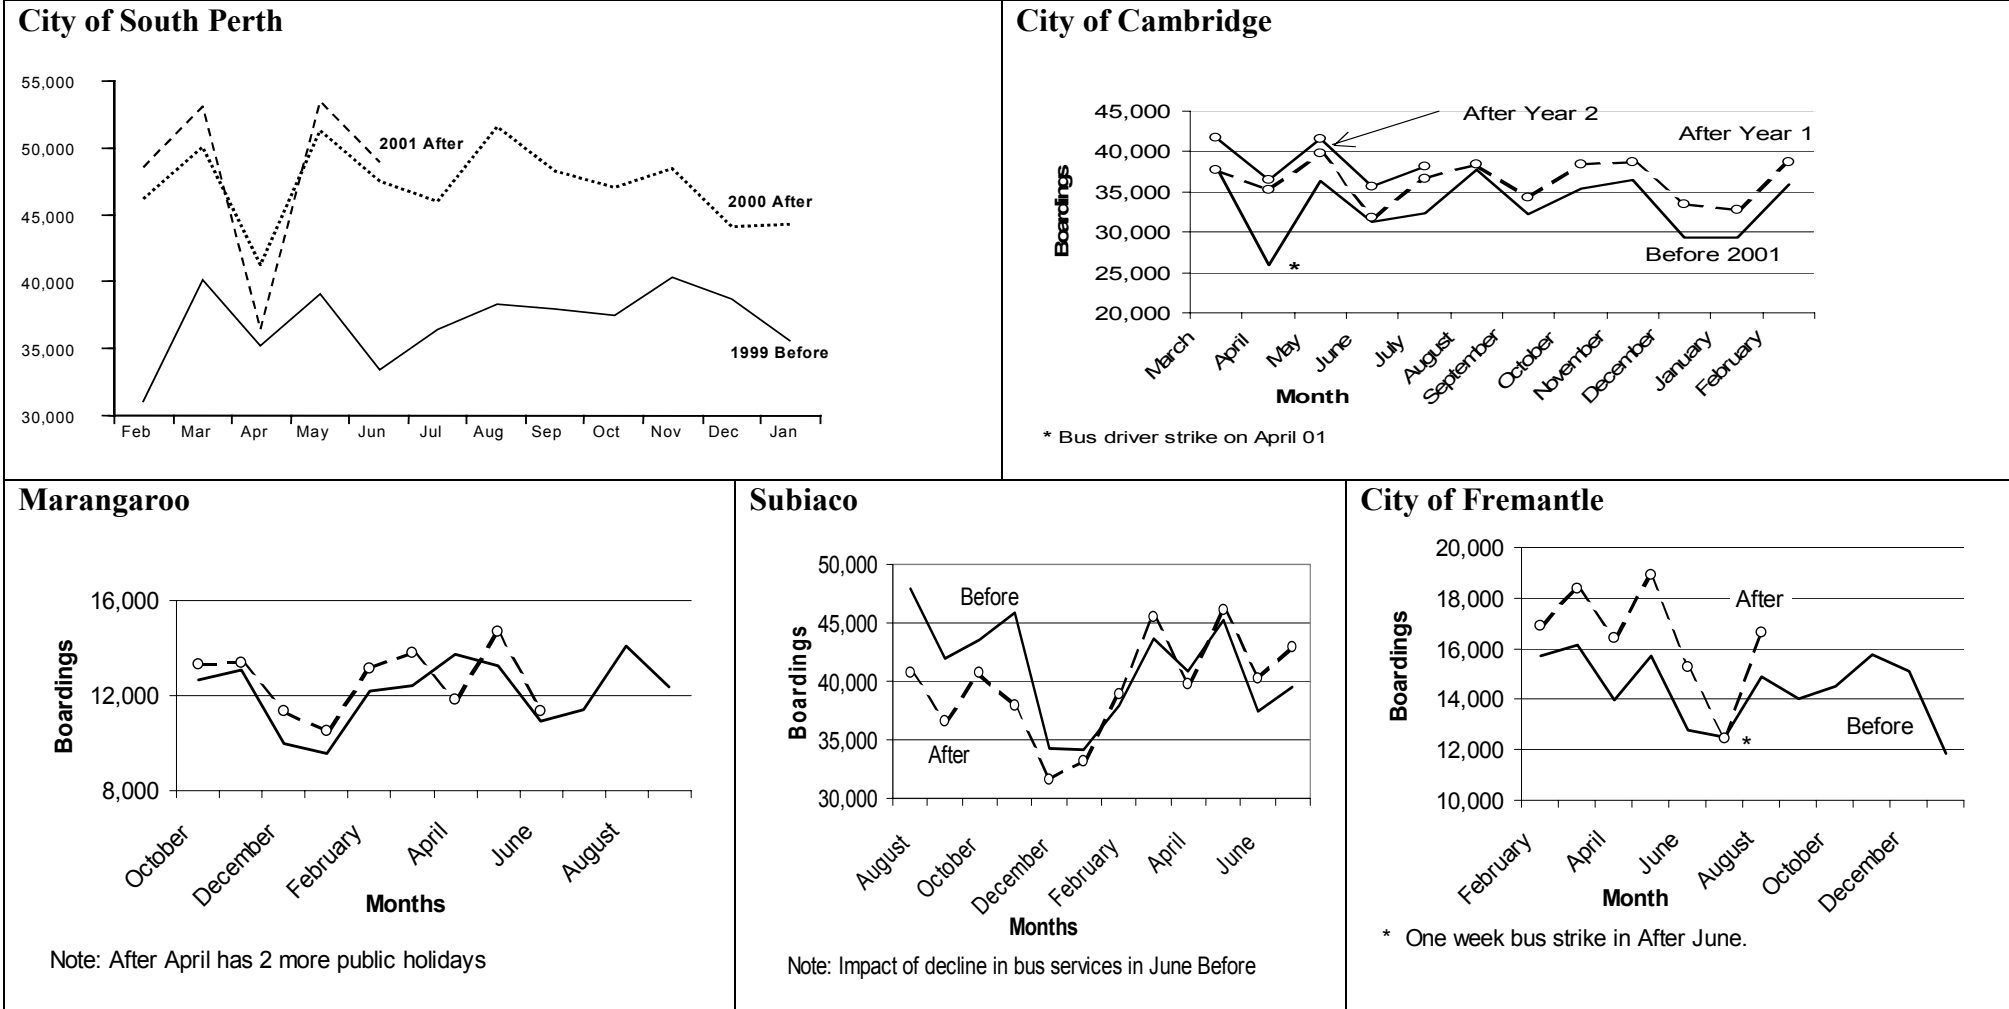 City of South Perth
55,000
50,000
45,000
40,000
35,000
30,000
2001 After
2000 After
1999 Before
Feb Mar Apr May Jun Jul Aug Sep Oct Nov Dec Jan
City of Cambridge
Boardings
45,000
40,000
35,000
30,000
25,000
20,000
After Year 2
After Year 1
Before 2001
*
March April May June July August September October November December January February
Month
* Bus driver strike on April 01
Marangaroo
Boardings
16,000
12,000
8,000
October December February April June August
Months
Note: After April has 2 more public holidays
Subiaco
Boardings
50,000
45,000
40,000
35,000
30,000
Before
After
August October December February April June
Months
Note: Impact of decline in bus services in June Before
City of Fremantle
Boardings
20,000
18,000
16,000
14,000
12,000
10,000
After
Before
*
February April June August October December
Month
* One week bus strike in After June.